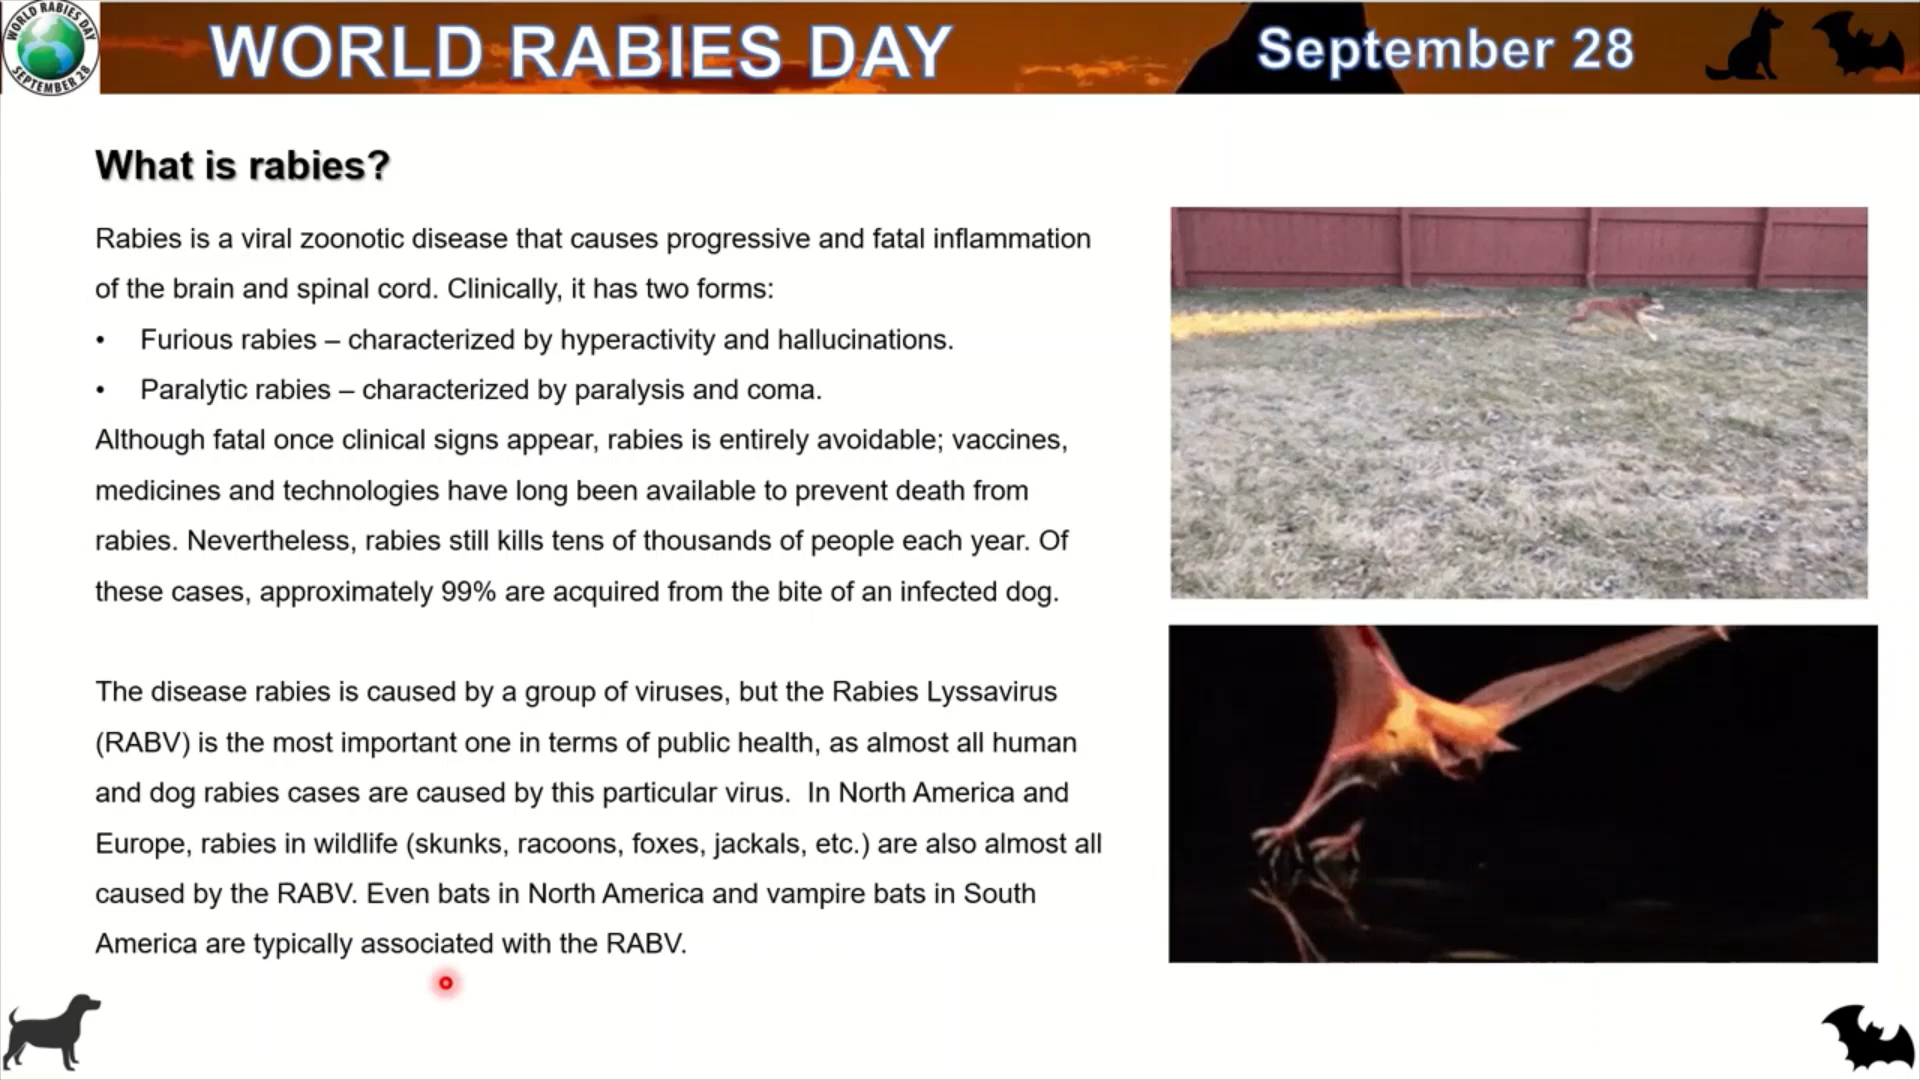 WORLD RABIES DAY
SEPTEMBER 28
WORLD RABIES DAY
September 28
What is rabies?
Rabies is a viral zoonotic disease that causes progressive and fatal inflammation
of the brain and spinal cord. Clinically, it has two forms:
• Furious rabies – characterized by hyperactivity and hallucinations.
• Paralytic rabies – characterized by paralysis and coma.
Although fatal once clinical signs appear, rabies is entirely avoidable; vaccines,
medicines and technologies have long been available to prevent death from
rabies. Nevertheless, rabies still kills tens of thousands of people each year. Of
these cases, approximately 99% are acquired from the bite of an infected dog.
The disease rabies is caused by a group of viruses, but the Rabies Lyssavirus
(RABV) is the most important one in terms of public health, as almost all human
and dog rabies cases are caused by this particular virus.  In North America and
Europe, rabies in wildlife (skunks, racoons, foxes, jackals, etc.) are also almost all
caused by the RABV. Even bats in North America and vampire bats in South
America are typically associated with the RABV.